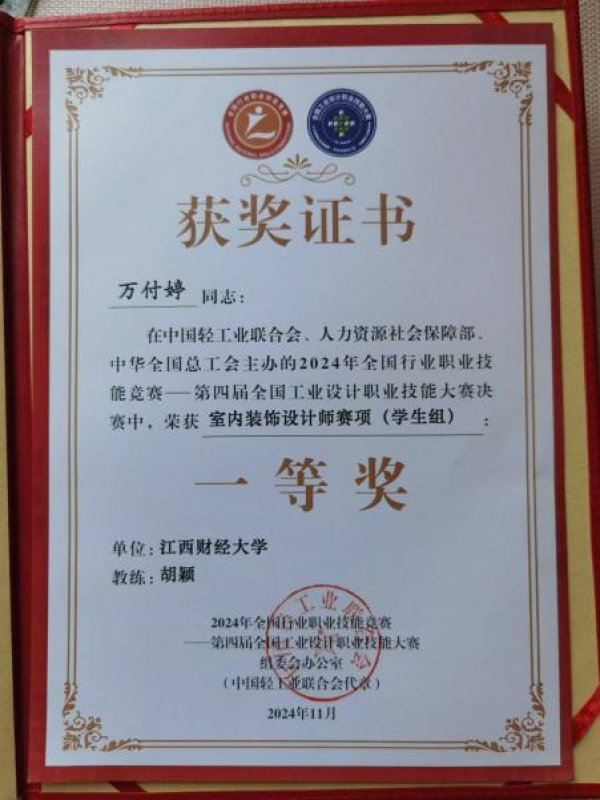 获奖证书
万付婷 同志：
在中国轻工业联合会、人力资源社会保障部、
中华全国总工会主办的2024年全国行业职业技
能竞赛——第四届全国工业设计职业技能大赛决
赛中，荣获 室内装饰设计师赛项（学生组）：
一等奖
单位：江西财经大学
教练：胡颖
2024年全国行业职业技能竞赛
——第四届全国工业设计职业技能大赛
组委会办公室
（中国轻工业联合会代章）
2024年11月